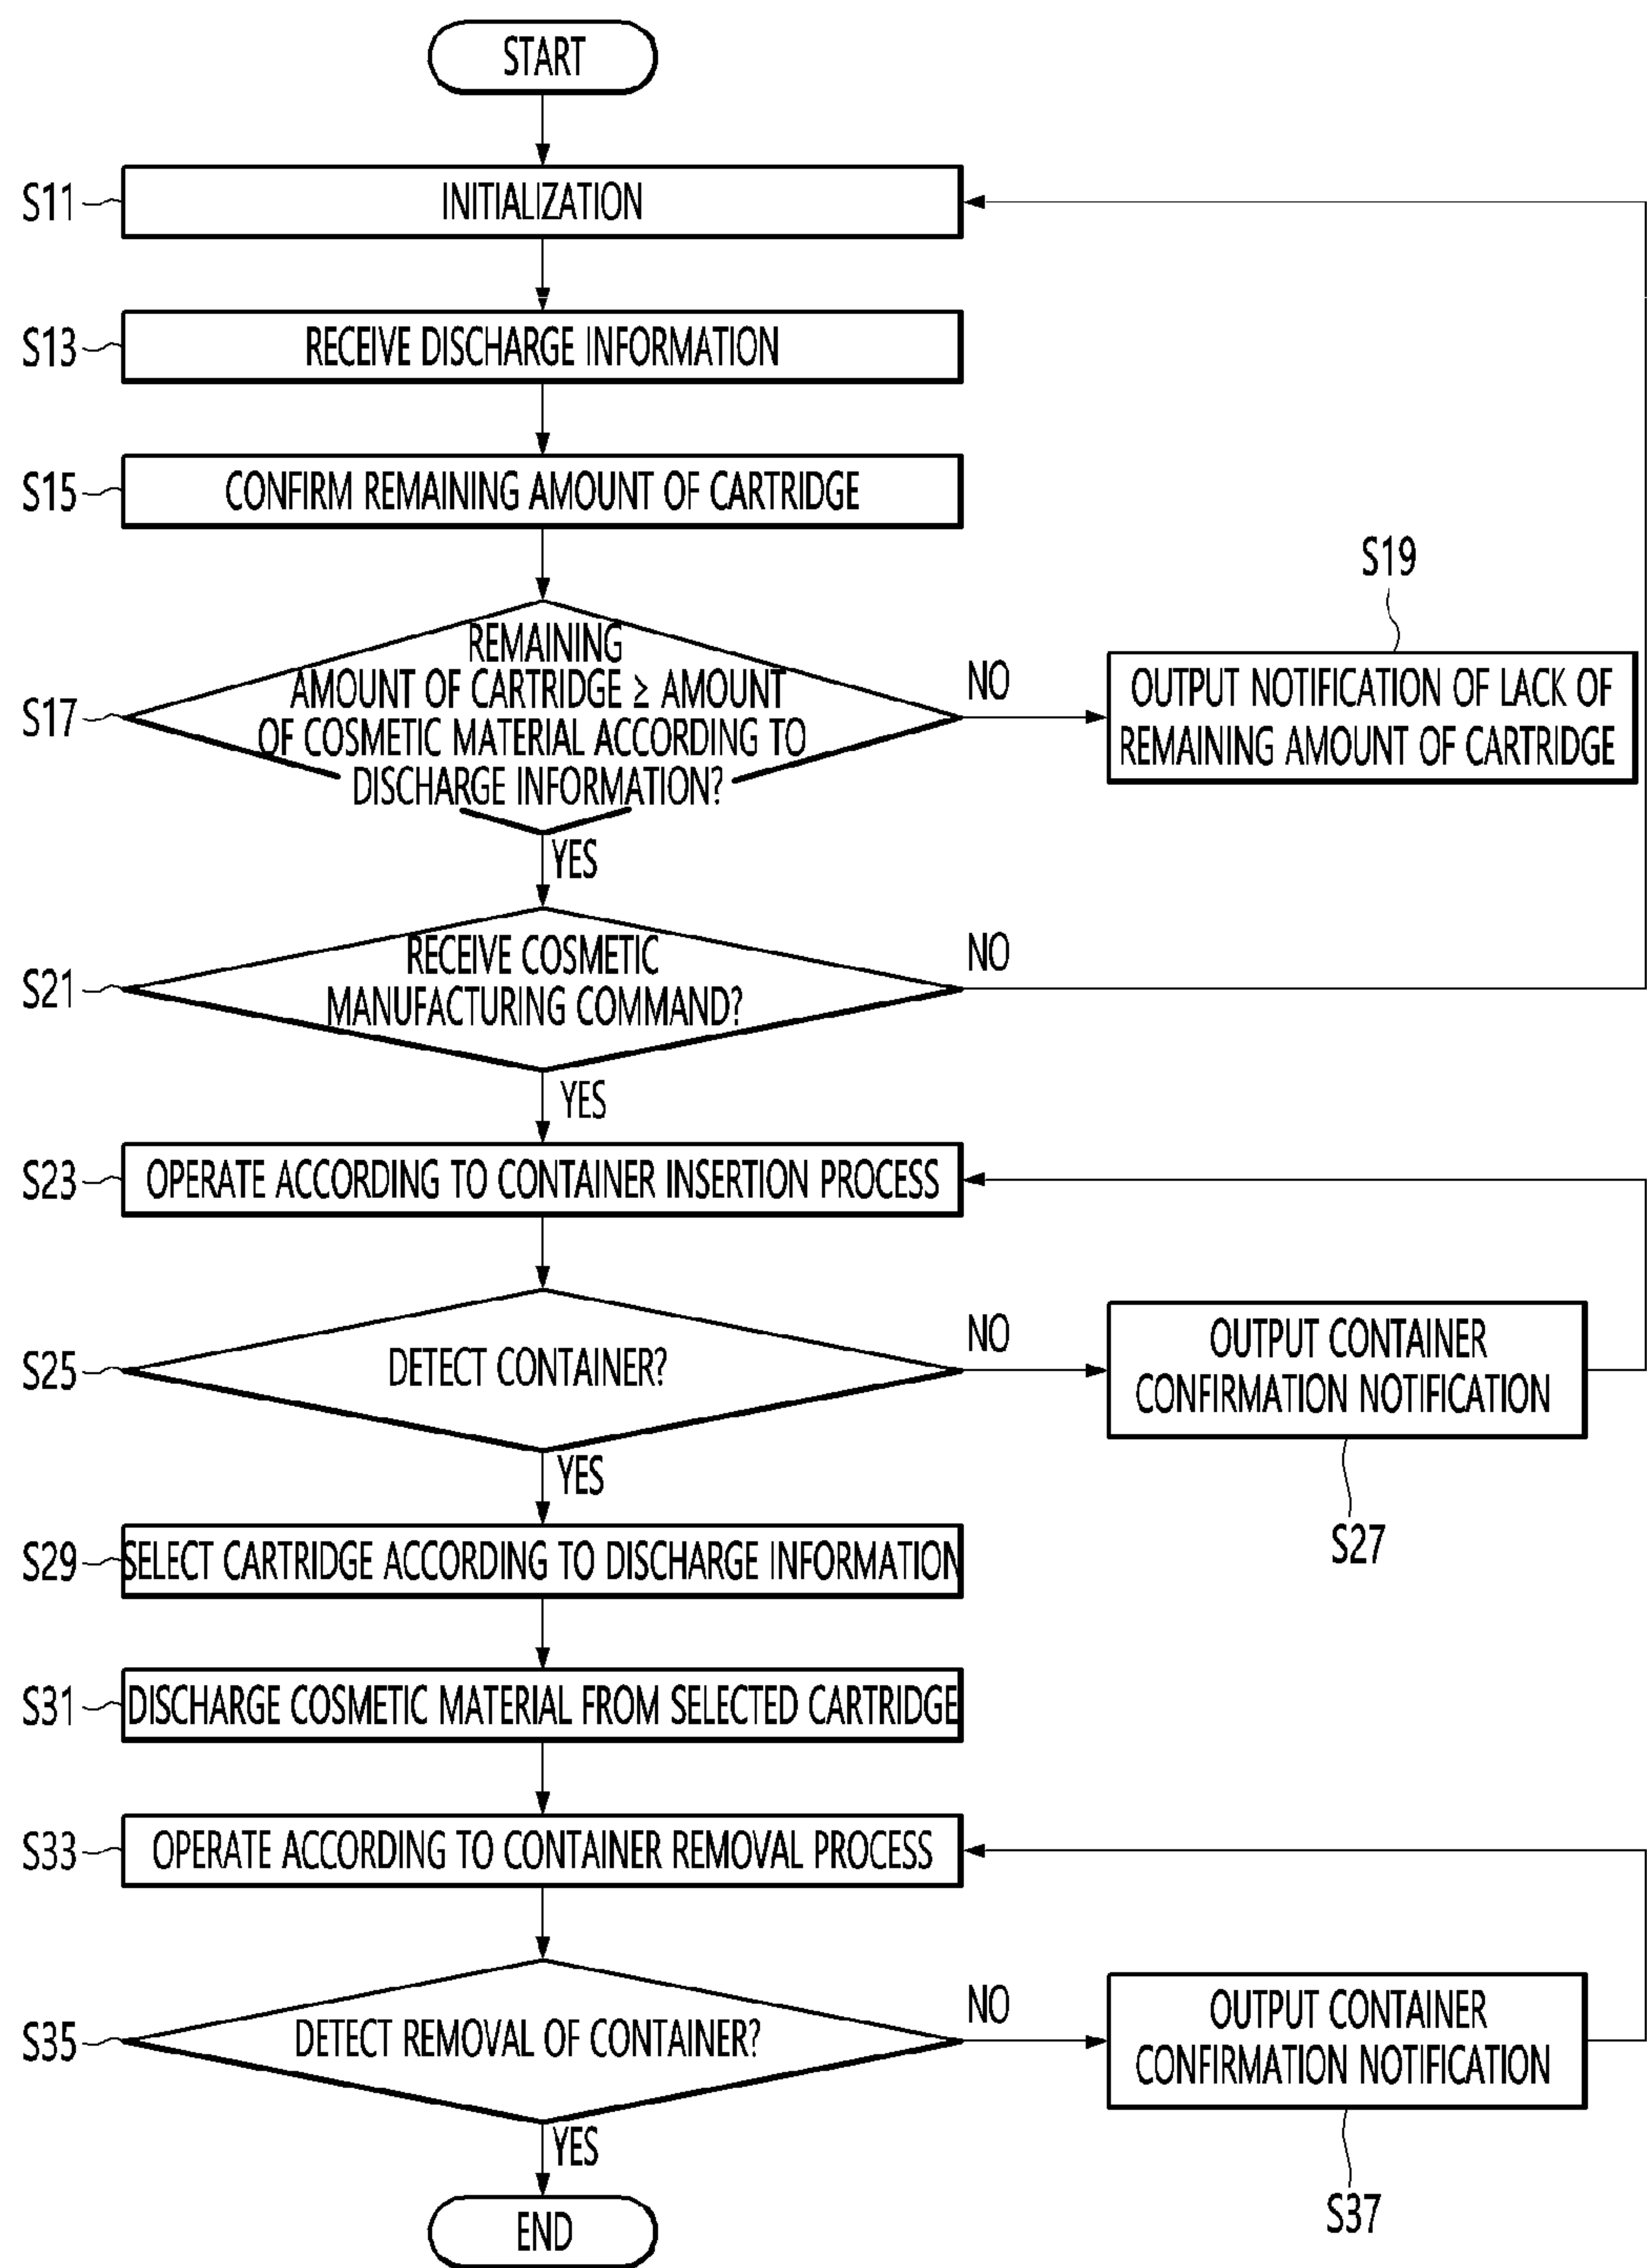 START
S11
INITIALIZATION
S13
RECEIVE DISCHARGE INFORMATION
S15
CONFIRM REMAINING AMOUNT OF CARTRIDGE
S17
REMAINING
AMOUNT OF CARTRIDGE ≥ AMOUNT
OF COSMETIC MATERIAL ACCORDING TO
DISCHARGE INFORMATION?
NO
S19
OUTPUT NOTIFICATION OF LACK OF
REMAINING AMOUNT OF CARTRIDGE
YES
S21
RECEIVE COSMETIC
MANUFACTURING COMMAND?
NO
YES
S23
OPERATE ACCORDING TO CONTAINER INSERTION PROCESS
S25
DETECT CONTAINER?
NO
OUTPUT CONTAINER
CONFIRMATION NOTIFICATION
S27
YES
S29
SELECT CARTRIDGE ACCORDING TO DISCHARGE INFORMATION
S31
DISCHARGE COSMETIC MATERIAL FROM SELECTED CARTRIDGE
S33
OPERATE ACCORDING TO CONTAINER REMOVAL PROCESS
S35
DETECT REMOVAL OF CONTAINER?
NO
OUTPUT CONTAINER
CONFIRMATION NOTIFICATION
S37
YES
END